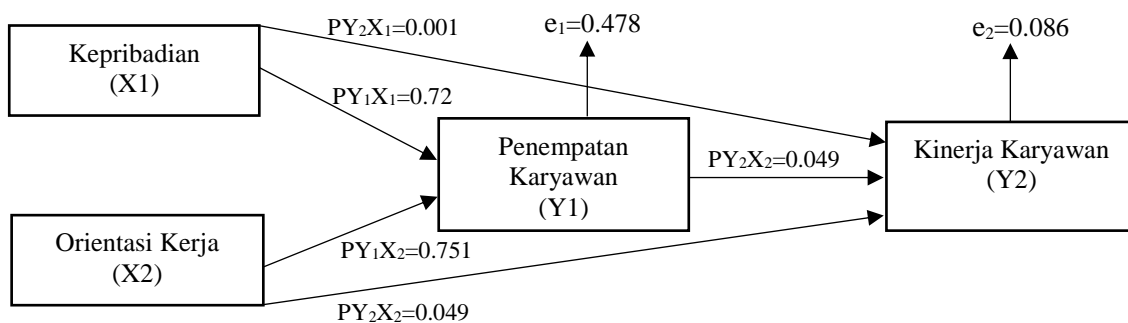 PY₂X₁=0.001
e₁=0.478
e₂=0.086
Kepribadian
(X1)
PY₁X₁=0.72
Penempatan
Karyawan
(Y1)
PY₂X₂=0.049
Kinerja Karyawan
(Y2)
Orientasi Kerja
(X2)
PY₁X₂=0.751
PY₂X₂=0.049